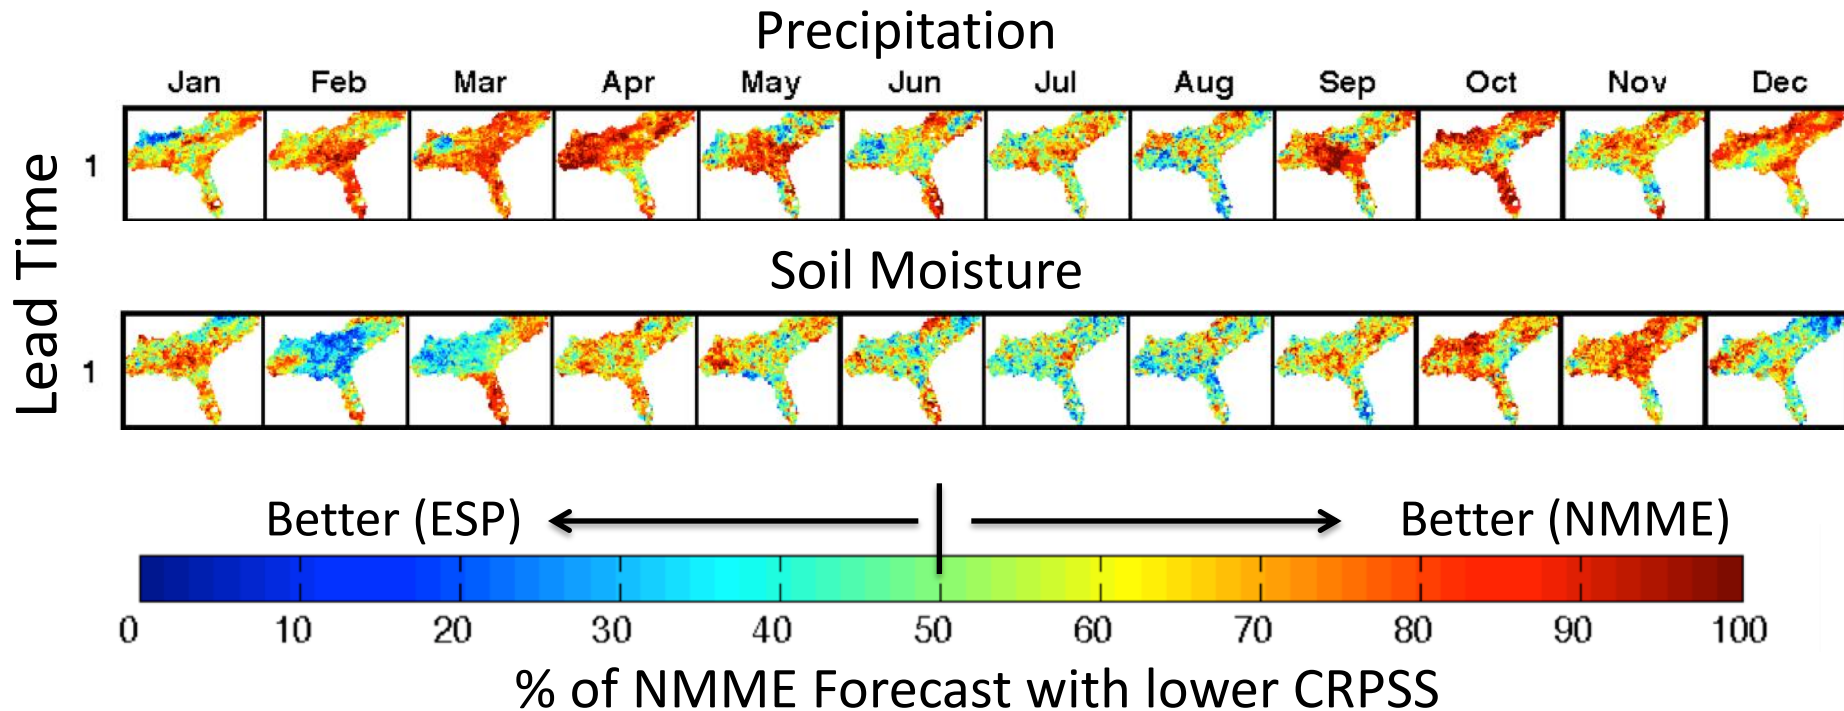 Precipitation
Jan Feb Mar Apr May Jun Jul Aug Sep Oct Nov Dec
Lead Time
1
Soil Moisture
1
Better (ESP) Better (NMME)
0 10 20 30 40 50 60 70 80 90 100
% of NMME Forecast with lower CRPSS